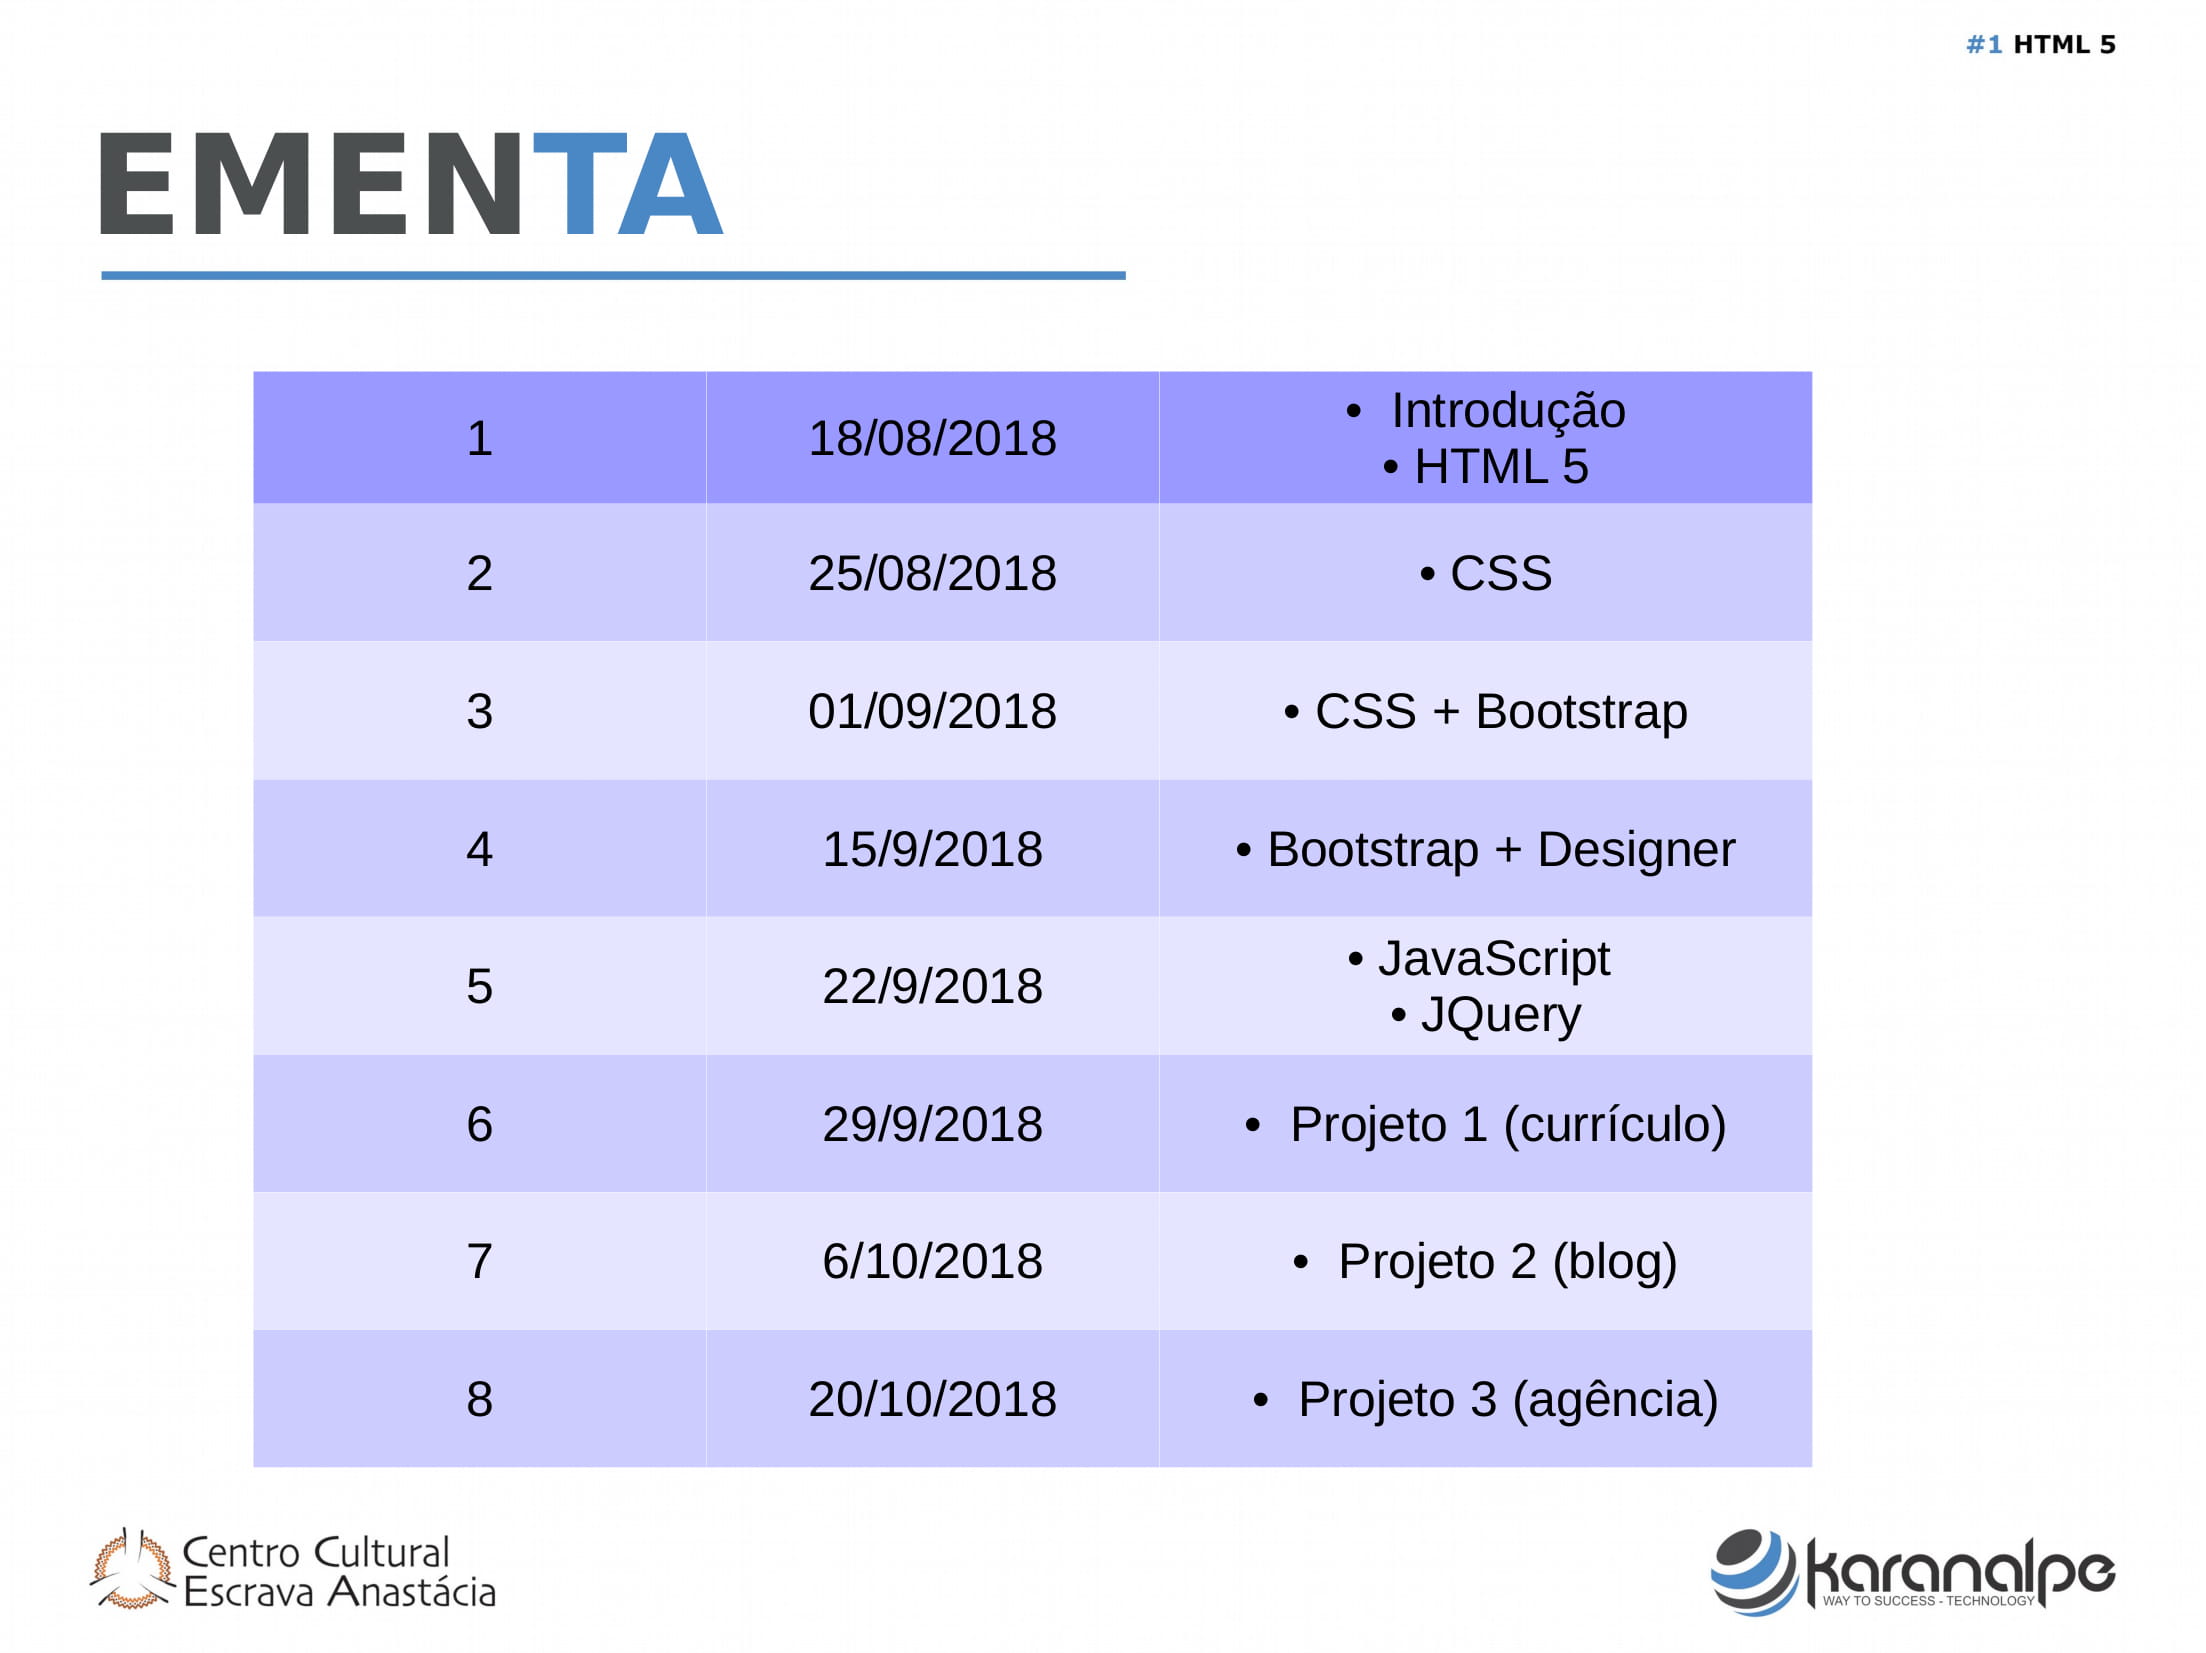 #1 HTML 5
EMENTA
1 18/08/2018 • Introdução
• HTML 5
2 25/08/2018 • CSS
3 01/09/2018 • CSS + Bootstrap
4 15/9/2018 • Bootstrap + Designer
5 22/9/2018 • JavaScript
• JQuery
6 29/9/2018 • Projeto 1 (currículo)
7 6/10/2018 • Projeto 2 (blog)
8 20/10/2018 • Projeto 3 (agência)
Centro Cultural
Escrava Anastácia
karanalpe
WAY TO SUCCESS - TECHNOLOGY